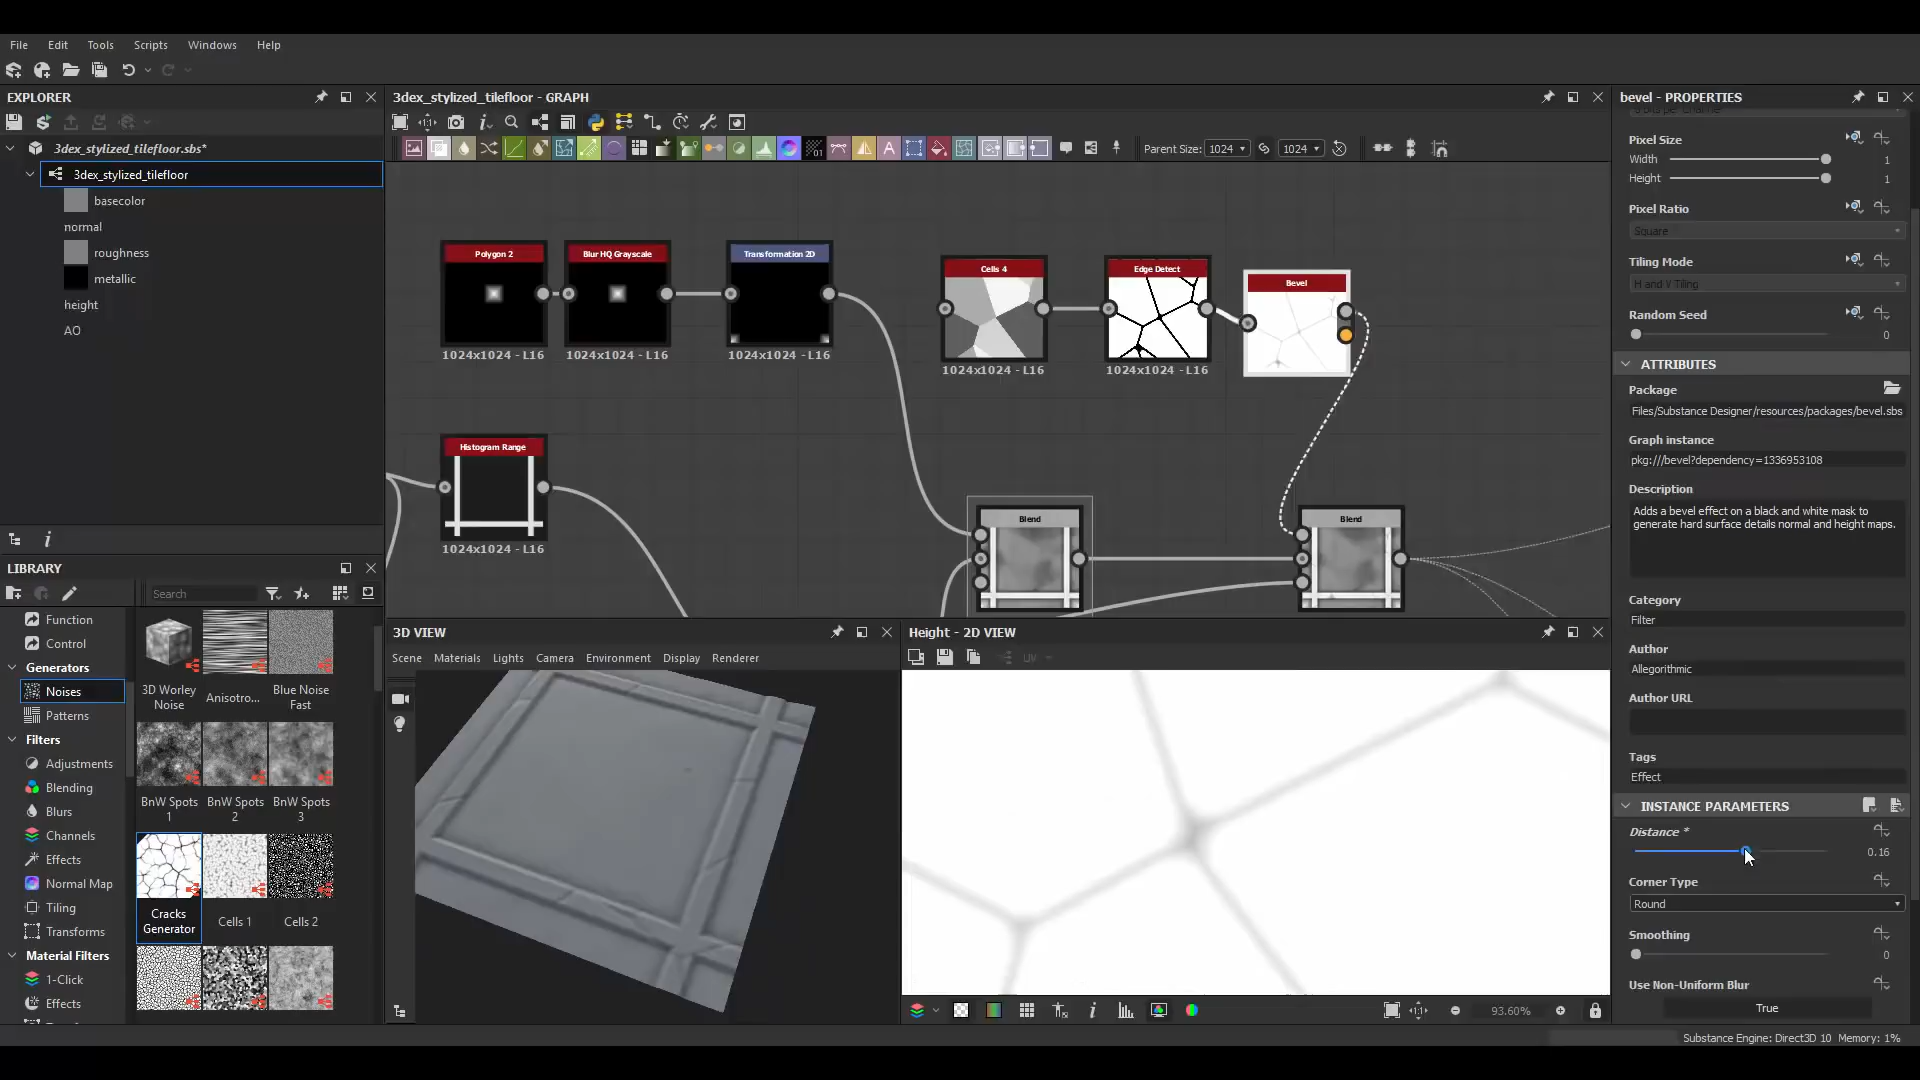 File Edit Tools Scripts Windows Help
EXPLORER
3dex_stylized_tilefloor.sbs*
3dex_stylized_tilefloor
basecolor
normal
roughness
metallic
height
AO
3dex_stylized_tilefloor - GRAPH
Parent Size: 1024 1024
Polygon 2
1024x1024 - L16
Blur HQ Grayscale
1024x1024 - L16
Transformation 2D
1024x1024 - L16
Cells 4
1024x1024 - L16
Edge Detect
1024x1024 - L16
Bevel
Histogram Range
1024x1024 - L16
Blend
Blend
LIBRARY
Search
Function
Control
Generators
Noises
Patterns
Filters
Adjustments
Blending
Blurs
Channels
Effects
Normal Map
Tiling
Transforms
Material Filters
1-Click
Effects
3D Worley Noise
Anisotro...
Blue Noise Fast
BnW Spots 1
BnW Spots 2
BnW Spots 3
Cracks Generator
Cells 1
Cells 2
3D VIEW
Scene Materials Lights Camera Environment Display Renderer
Height - 2D VIEW
UV
93.60%
bevel - PROPERTIES
Pixel Size
Width 1
Height 1
Pixel Ratio
Square
Tiling Mode
H and V Tiling
Random Seed
0
ATTRIBUTES
Package
Files/Substance Designer/resources/packages/bevel.sbs
Graph instance
pkg:///bevel?dependency=1336953108
Description
Adds a bevel effect on a black and white mask to
generate hard surface details normal and height maps.
Category
Filter
Author
Allegorithmic
Author URL
Tags
Effect
INSTANCE PARAMETERS
Distance *
0.16
Corner Type
Round
Smoothing
0
Use Non-Uniform Blur
True
Substance Engine: Direct3D 10 Memory: 1%